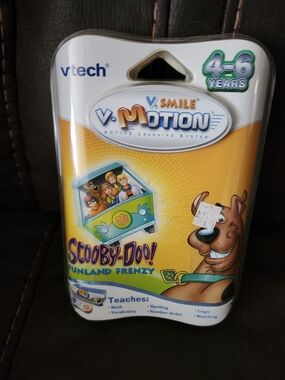 vtech
4-6
YEARS
V.SMILE
V-MOTION
ACTIVE LEARNING SYSTEM
SCOOBY-DOO!
FUNLAND FRENZY
Teaches:
• Math • Spelling • Logic
• Vocabulary • Number Order • Matching